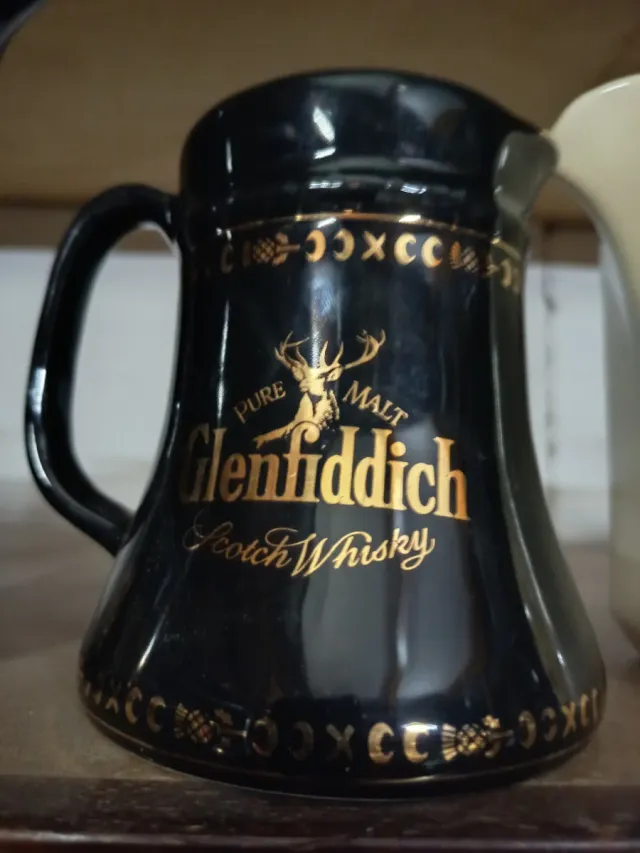 PURE MALT
Glenfiddich
Scotch Whisky